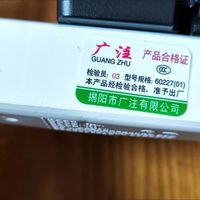 广注
GUANG ZHU
产品合格证
检验员: 03 型号规格: 60227(01)
本产品经检验合格，准予出厂
揭阳市广注有限公司